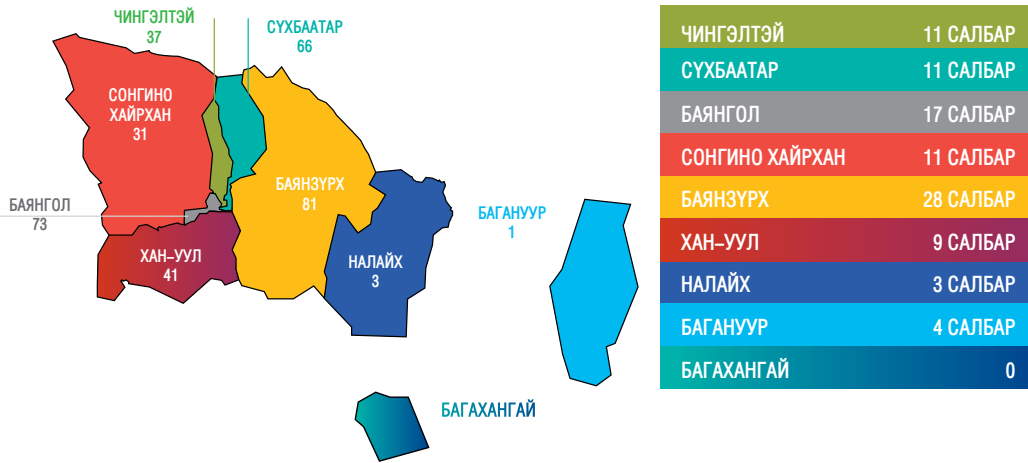 ЧИНГЭЛТЭЙ
37
СҮХБААТАР
66
СОНГИНО
ХАЙРХАН
31
БАЯНЗҮРХ
81
БАЯНГОЛ
73
ХАН-УУЛ
41
НАЛАЙХ
3
БАГАНУУР
1
БАГАХАНГАЙ
ЧИНГЭЛТЭЙ 11 САЛБАР
СҮХБААТАР 11 САЛБАР
БАЯНГОЛ 17 САЛБАР
СОНГИНО ХАЙРХАН 11 САЛБАР
БАЯНЗҮРХ 28 САЛБАР
ХАН-УУЛ 9 САЛБАР
НАЛАЙХ 3 САЛБАР
БАГАНУУР 4 САЛБАР
БАГАХАНГАЙ 0